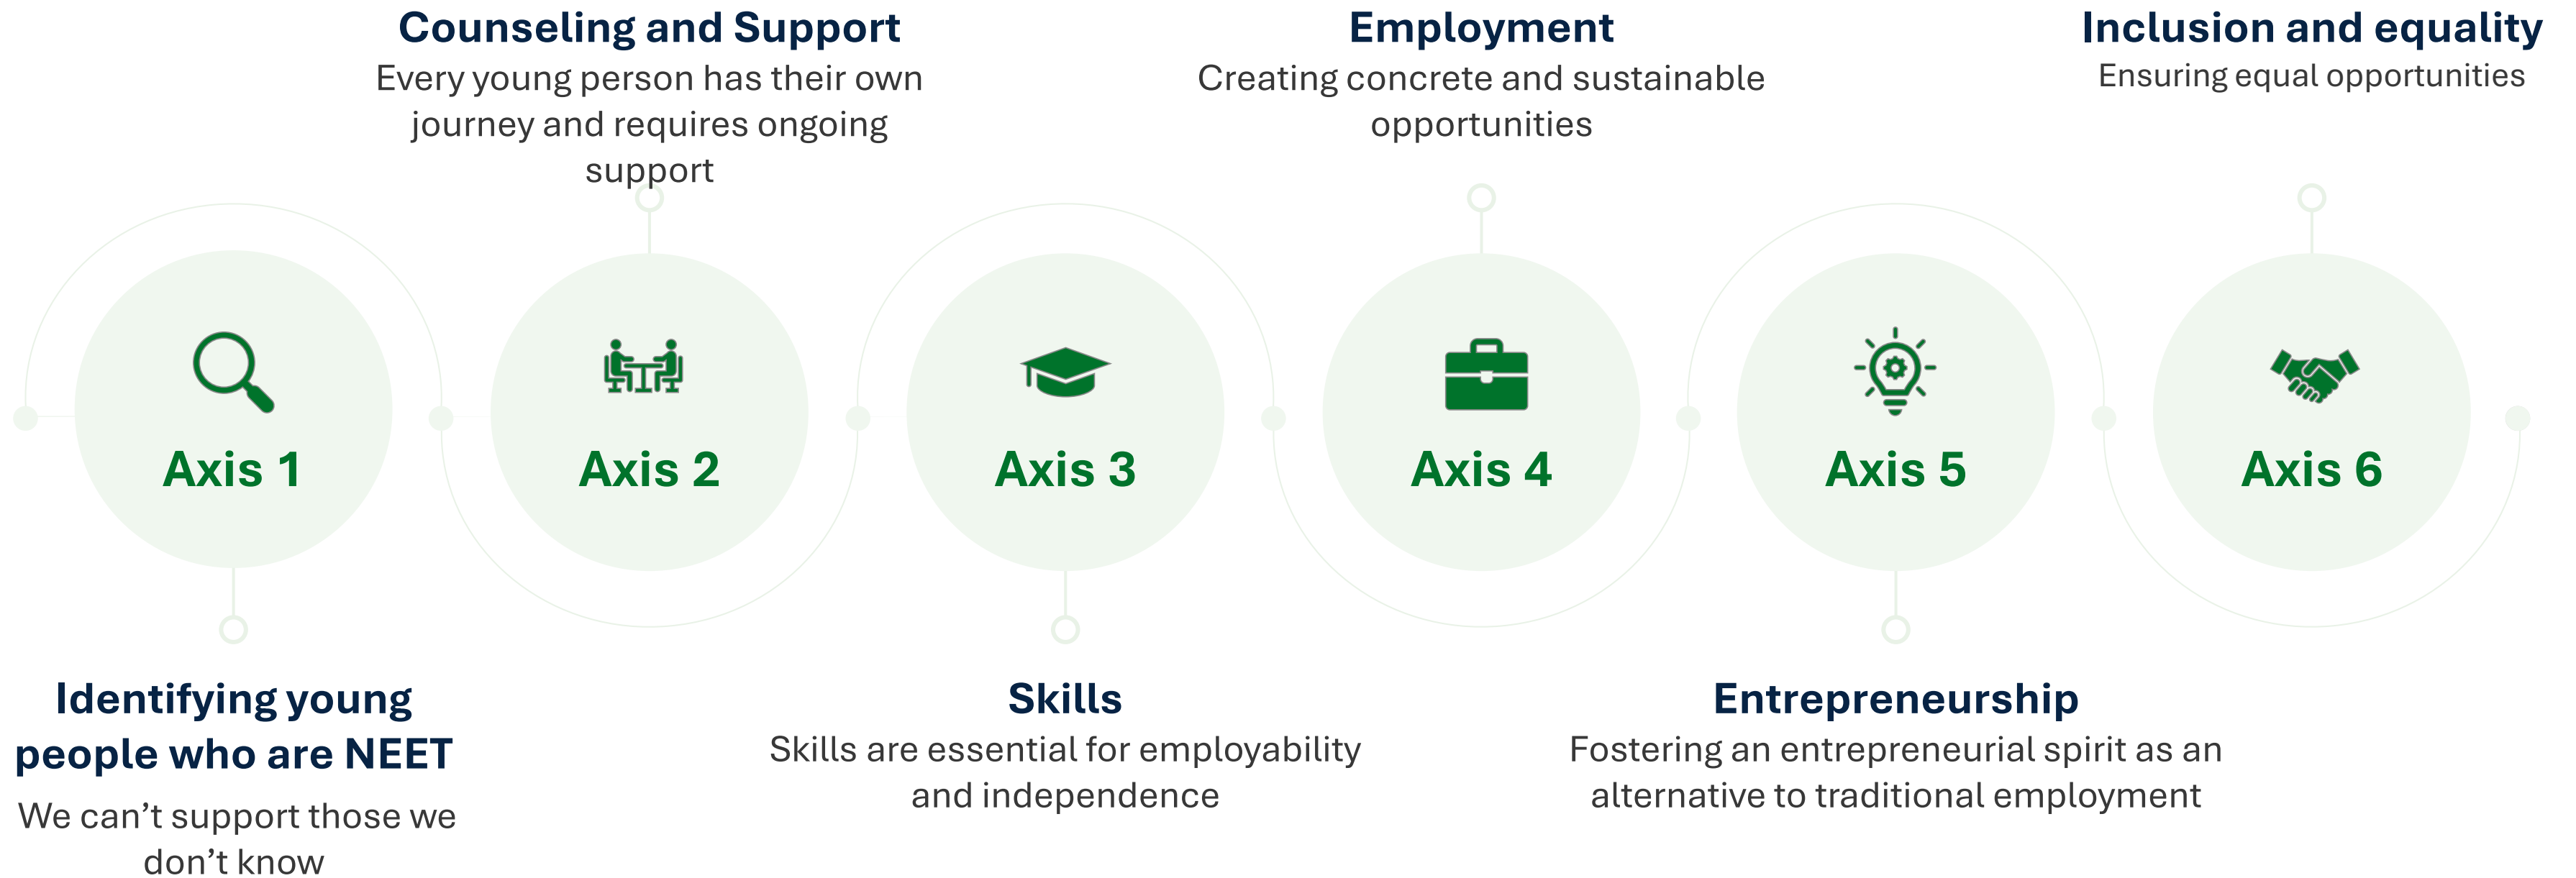 Counseling and Support
Every young person has their own
journey and requires ongoing
support
Employment
Creating concrete and sustainable
opportunities
Inclusion and equality
Ensuring equal opportunities
Axis 1
Axis 2
Axis 3
Axis 4
Axis 5
Axis 6
Identifying young
people who are NEET
We can’t support those we
don’t know
Skills
Skills are essential for employability
and independence
Entrepreneurship
Fostering an entrepreneurial spirit as an
alternative to traditional employment